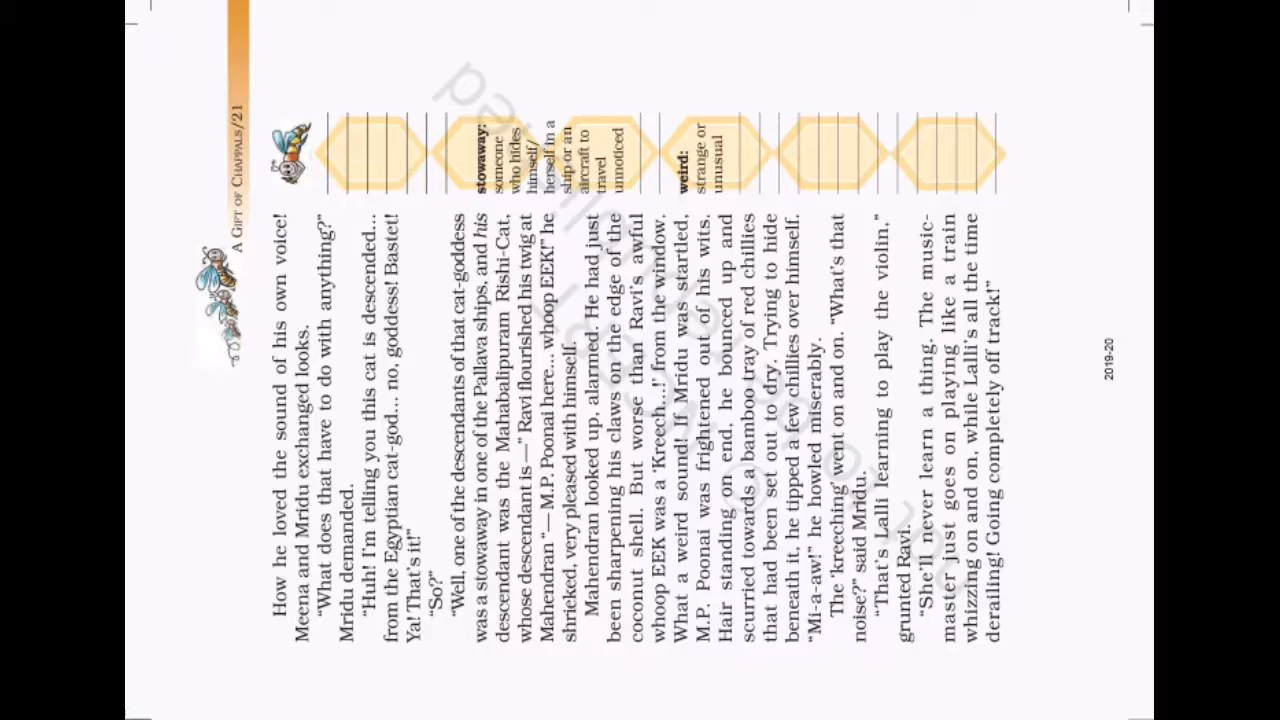 A GIFT OF CHAPPALS/21
How he loved the sound of his own voice!
Meena and Mridu exchanged looks.
“What does that have to do with anything?”
Mridu demanded.
“Huh! I’m telling you this cat is descended...
from the Egyptian cat-god... no, goddess! Bastet!
Ya! That’s it!”
“So?”
“Well, one of the descendants of that cat-goddess
was a stowaway in one of the Pallava ships, and his
descendant was the Mahabalipuram Rishi-Cat,
whose descendant is —” Ravi flourished his twig at
Mahendran “ — M.P. Poonai here... whoop EEK!” he
shrieked, very pleased with himself.
Mahendran looked up, alarmed. He had just
been sharpening his claws on the edge of the
coconut shell. But worse than Ravi’s awful
whoop EEK was a ‘Kreech...!’ from the window.
What a weird sound! If Mridu was startled,
M.P. Poonai was frightened out of his wits.
Hair standing on end, he bounced up and
scurried towards a bamboo tray of red chillies
that had been set out to dry. Trying to hide
beneath it, he tipped a few chillies over himself.
“Mi-a-aw!” he howled miserably.
The ‘kreeching’ went on and on. “What’s that
noise?” said Mridu.
“That’s Lalli learning to play the violin,”
grunted Ravi.
“She’ll never learn a thing. The music-
master just goes on playing like a train
whizzing on and on, while Lalli’s all the time
derailing! Going completely off track!”
stowaway:
someone
who hides
himself/
herself in a
ship or an
aircraft to
travel
unnoticed
weird:
strange or
unusual
2019-20